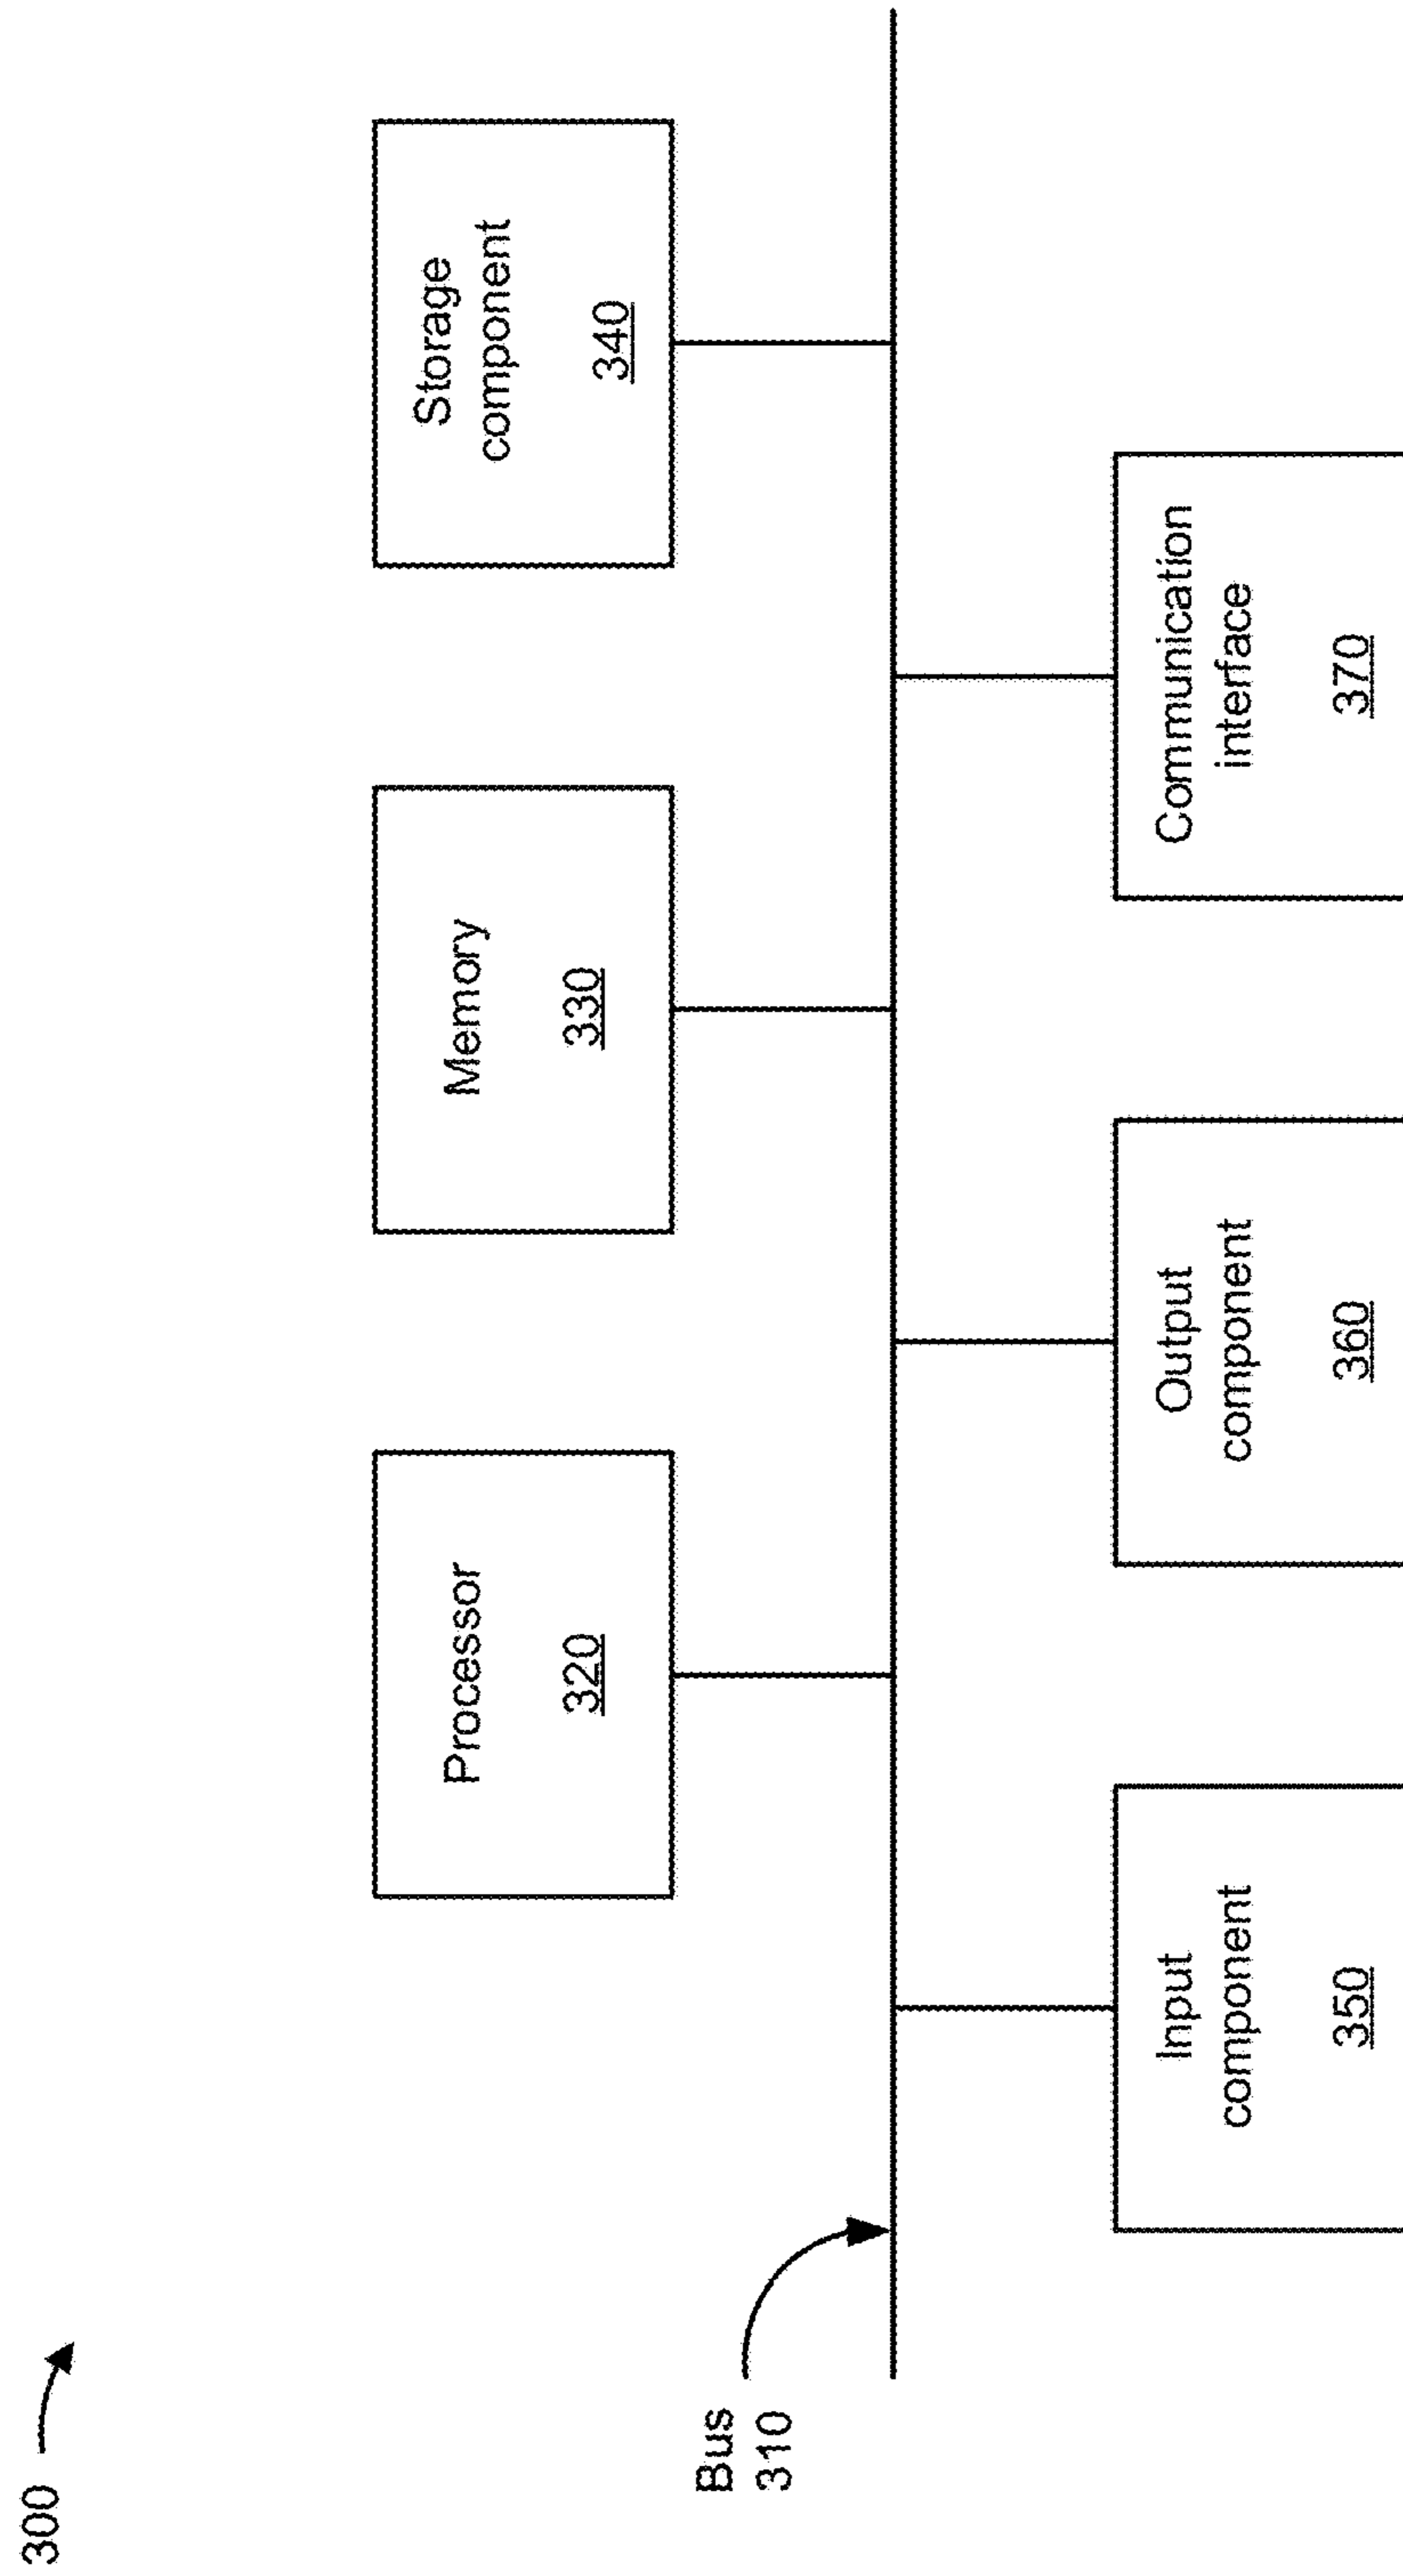 300
Bus
310
Processor
320
Memory
330
Storage
component
340
Input
component
350
Output
component
360
Communication
interface
370